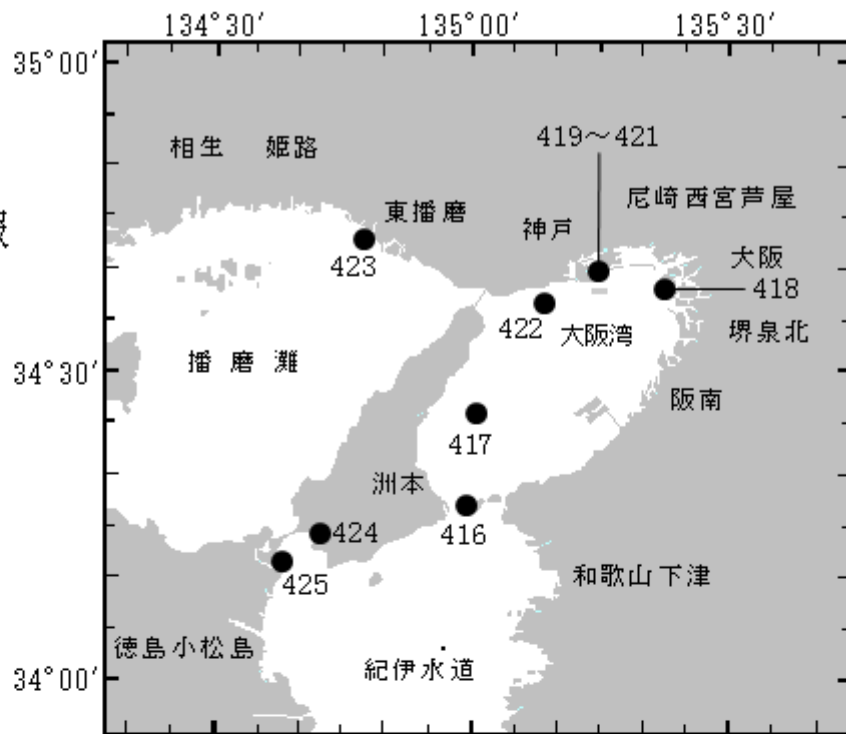 134°30′ 135°00′ 135°30′
35°00′
419～421
相生 姫路
尼崎西宮芦屋
東播磨
神戸
423
大阪
418
422
大阪湾
堺泉北
播磨灘
34°30′
阪南
417
洲本
424
416
425
和歌山下津
徳島小松島
紀伊水道
34°00′